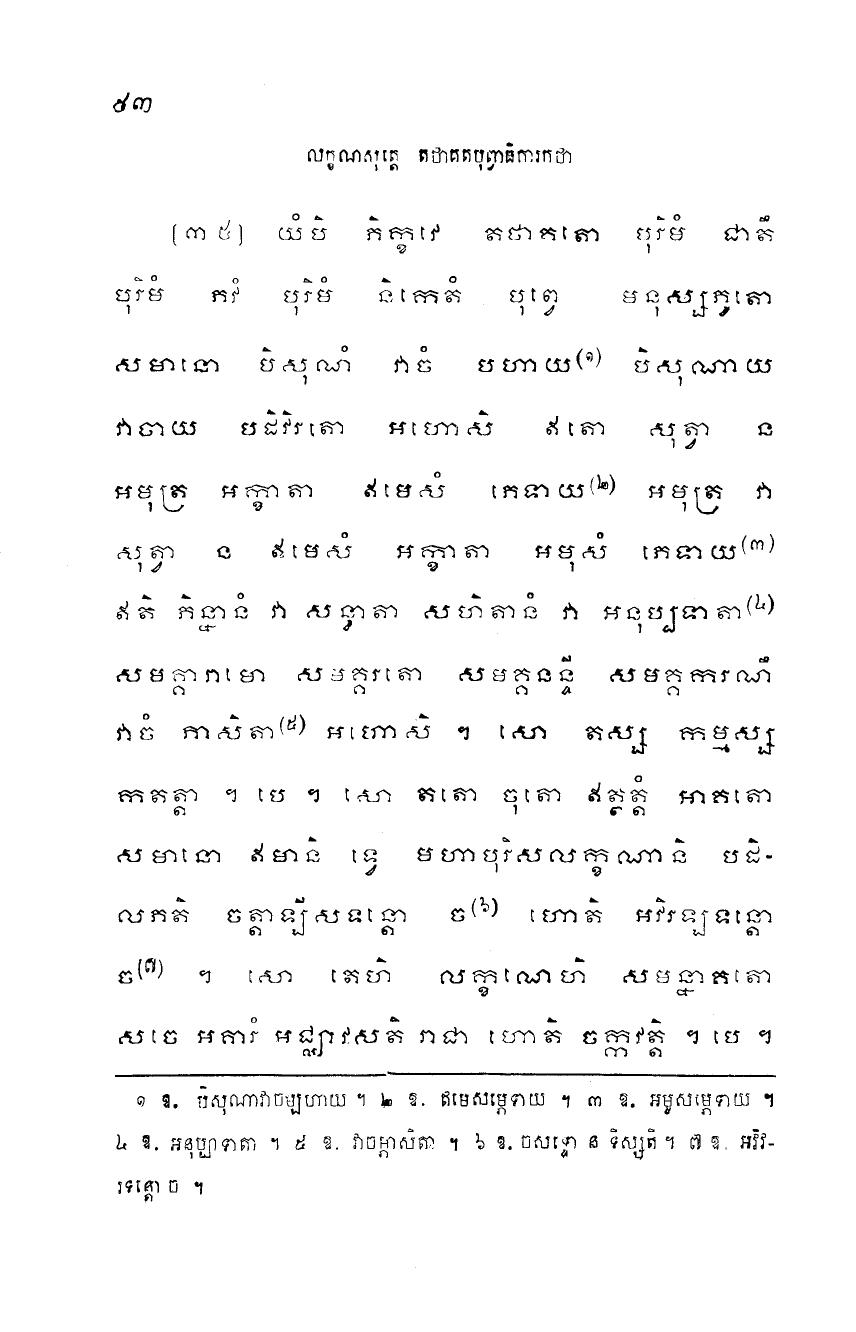 ៩៣
លក្ខណសុត្តេ តថាគតបុព្វាធិការកថា
[៣៥] យំបិ ភិក្ខវេ តថាគតោ បុរិមំ ជាតឹ
បុរិមំ ភវំ បុរិមំ និកេតំ បុព្វេ មនុស្សភូតោ
សមានោ បិសុណំ វាចំ បហាយ(១) បិសុណាយ
វាចាយ បដិវិរតោ អហោសិ ឥតោ សុត្វា ន
អមុត្រ អក្ខាតា ឥមេសំ ភេទាយ(២) អមុត្រ វា
សុត្វា ន ឥមេសំ អក្ខាតា អមុសំ ភេទាយ(៣)
ឥតិ ភិន្នានំ វា សន្ធាតា សហិតានំ វា អនុប្បទាតា(៤)
សមគ្គារាមោ សមគ្គរតោ សមគ្គនន្ទី សមគ្គករណឹ
វាចំ ភាសិតា(៥) អហោសិ ។ សោ តស្ស កម្មស្ស
កតត្តា ។ បេ ។ សោ តតោ ចុតោ ឥត្ថត្តំ អាគតោ
សមានោ ឥមានិ ទ្វេ មហាបុរិសលក្ខណានិ បដិ-
លភតិ ចត្តាឡីសទន្តោ ច(៦) ហោតិ អវិរឡទន្តោ
ច(៧) ។ សោ តេហិ លក្ខណេហិ សមន្នាគតោ
សចេ អគារំ អជ្ឈាវសតិ រាជា ហោតិ ចក្កវត្តិ ។ បេ ។
១ ឱ. បិសុណាវាចម្បហាយ ។ ២ ឱ. ឥមេសម្ភេទាយ ។ ៣ ឱ. អមូសម្ភេទាយ ។
៤ ឱ. អនុប្បាទាតា ។ ៥ ឱ. វាចម្ភាសិតា ។ ៦ ឱ. ចសទ្ទោ ន ទិស្សតិ ។ ៧ ឱ. អវិវ-
រទន្តោ ច ។